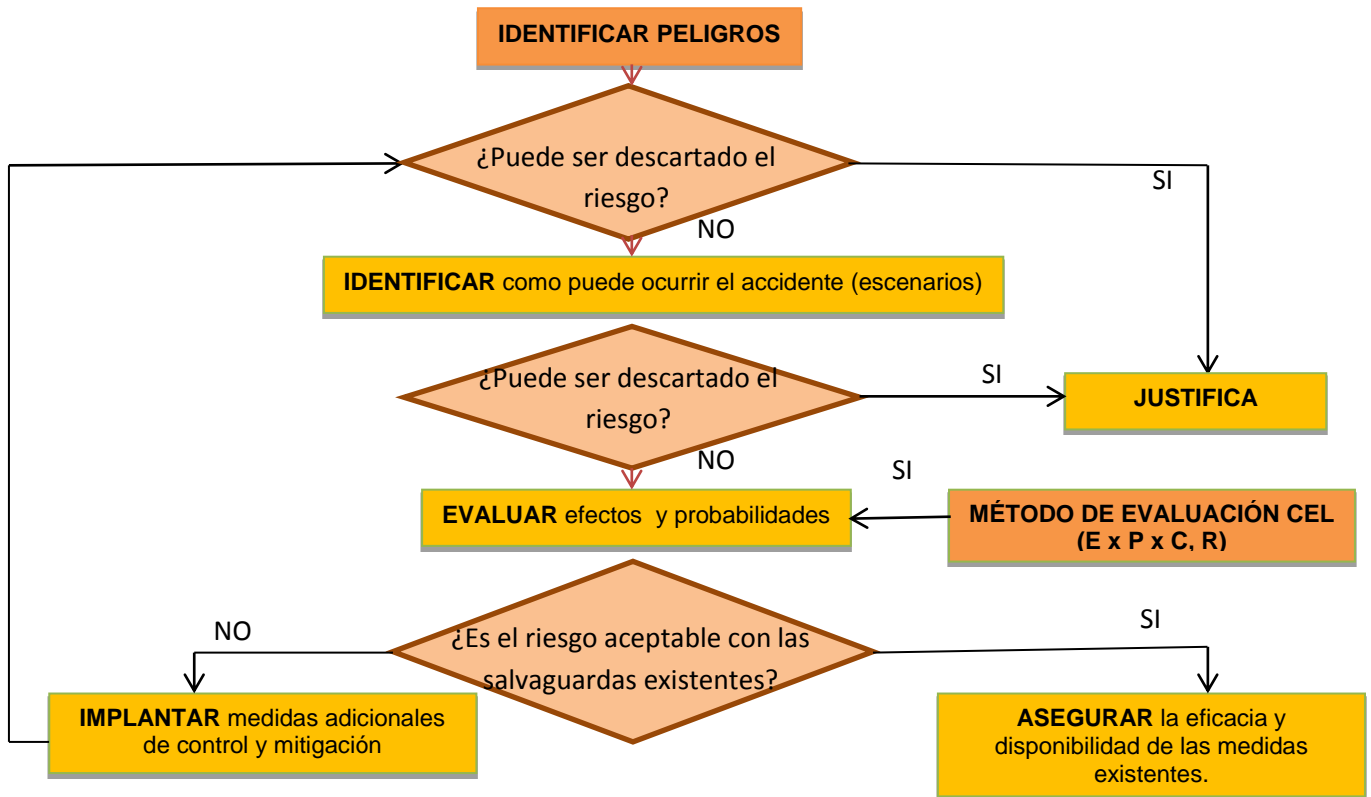 IDENTIFICAR PELIGROS
¿Puede ser descartado el
riesgo?
SI
NO
IDENTIFICAR como puede ocurrir el accidente (escenarios)
¿Puede ser descartado el
riesgo?
SI
JUSTIFICA
NO
SI
EVALUAR efectos y probabilidades
MÉTODO DE EVALUACIÓN CEL
(E x P x C, R)
NO
¿Es el riesgo aceptable con las
salvaguardas existentes?
SI
IMPLANTAR medidas adicionales
de control y mitigación
ASEGURAR la eficacia y
disponibilidad de las medidas
existentes.